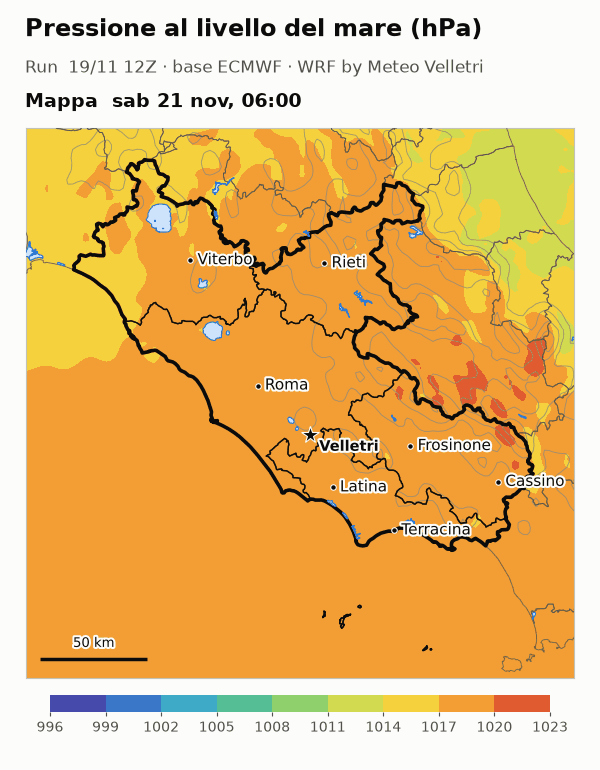 Pressione al livello del mare (hPa)
Run  19/11 12Z · base ECMWF · WRF by Meteo Velletri
Mappa  sab 21 nov, 06:00
Viterbo
Rieti
Roma
Velletri
Frosinone
Latina
Cassino
Terracina
50 km
996 999 1002 1005 1008 1011 1014 1017 1020 1023